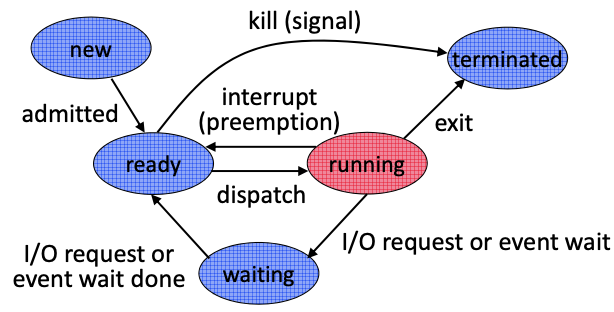 kill (signal)
new
terminated
admitted
interrupt
(preemption)
exit
ready
running
dispatch
I/O request or
event wait done
waiting
I/O request or event wait